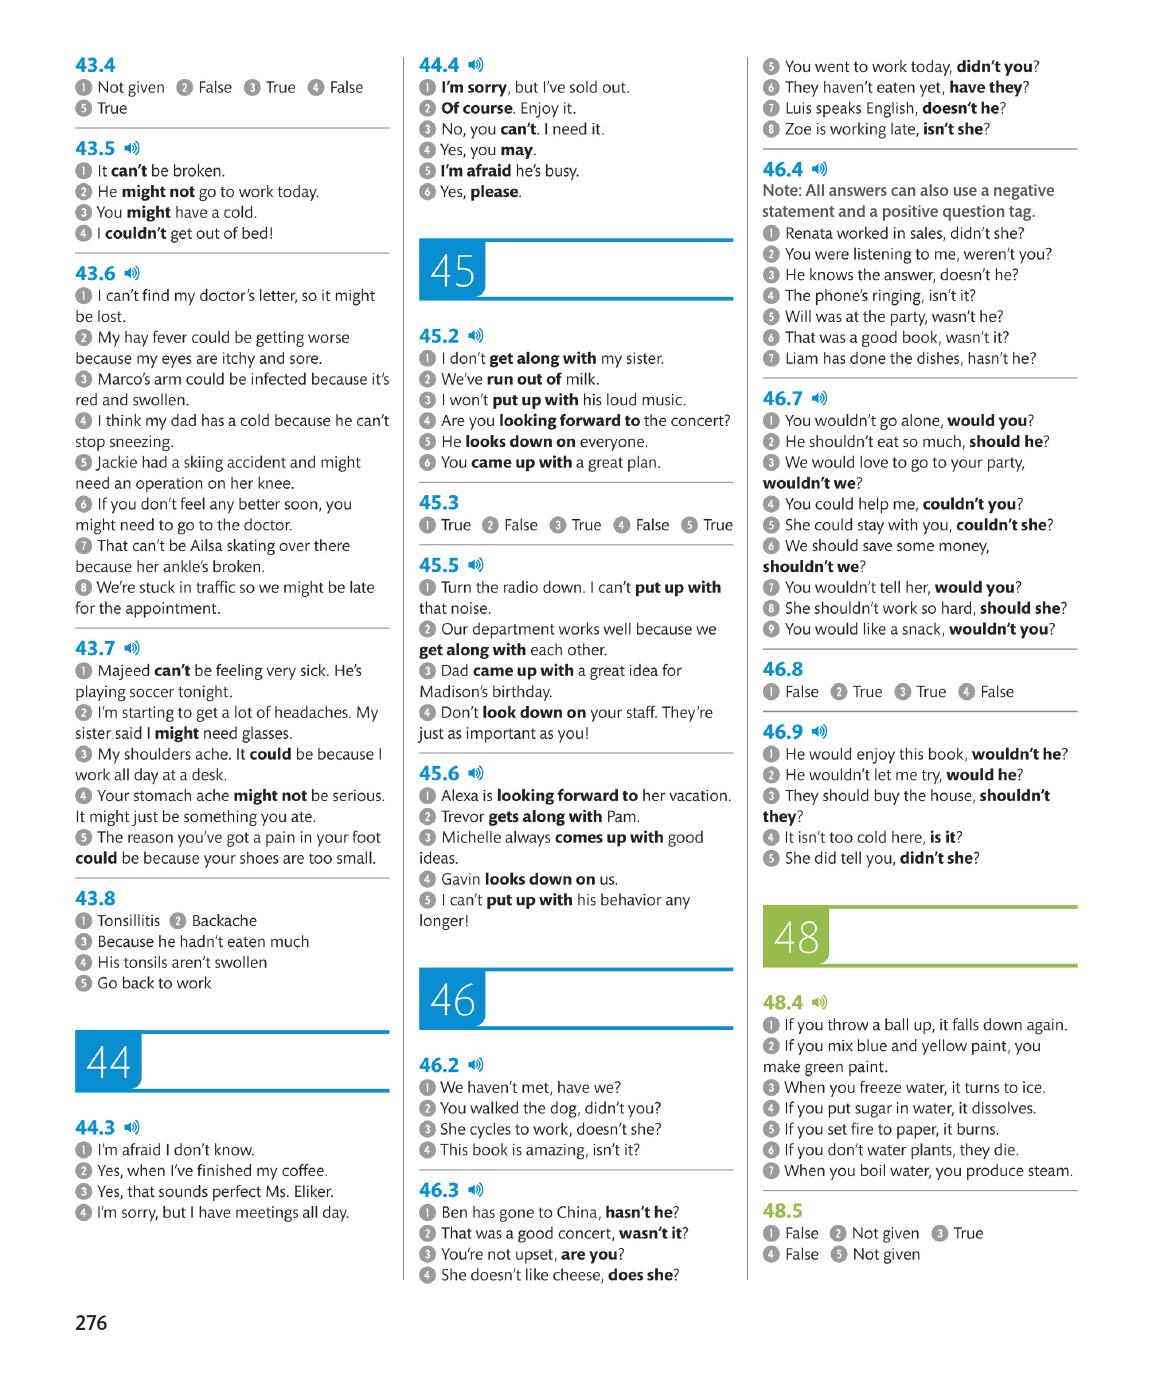 43.4
1 Not given 2 False 3 True 4 False
5 True
43.5
1 It can't be broken.
2 He might not go to work today.
3 You might have a cold.
4 I couldn't get out of bed!
43.6
1 I can't find my doctor's letter, so it might
be lost.
2 My hay fever could be getting worse
because my eyes are itchy and sore.
3 Marco's arm could be infected because it's
red and swollen.
4 I think my dad has a cold because he can't
stop sneezing.
5 Jackie had a skiing accident and might
need an operation on her knee.
6 If you don't feel any better soon, you
might need to go to the doctor.
7 That can't be Ailsa skating over there
because her ankle's broken.
8 We're stuck in traffic so we might be late
for the appointment.
43.7
1 Majeed can't be feeling very sick. He's
playing soccer tonight.
2 I'm starting to get a lot of headaches. My
sister said I might need glasses.
3 My shoulders ache. It could be because I
work all day at a desk.
4 Your stomach ache might not be serious.
It might just be something you ate.
5 The reason you've got a pain in your foot
could be because your shoes are too small.
43.8
1 Tonsillitis 2 Backache
3 Because he hadn't eaten much
4 His tonsils aren't swollen
5 Go back to work
44
44.3
1 I'm afraid I don't know.
2 Yes, when I've finished my coffee.
3 Yes, that sounds perfect Ms. Eliker.
4 I'm sorry, but I have meetings all day.
44.4
1 I'm sorry, but I've sold out.
2 Of course. Enjoy it.
3 No, you can't. I need it.
4 Yes, you may.
5 I'm afraid he's busy.
6 Yes, please.
45
45.2
1 I don't get along with my sister.
2 We've run out of milk.
3 I won't put up with his loud music.
4 Are you looking forward to the concert?
5 He looks down on everyone.
6 You came up with a great plan.
45.3
1 True 2 False 3 True 4 False 5 True
45.5
1 Turn the radio down. I can't put up with
that noise.
2 Our department works well because we
get along with each other.
3 Dad came up with a great idea for
Madison's birthday.
4 Don't look down on your staff. They're
just as important as you!
45.6
1 Alexa is looking forward to her vacation.
2 Trevor gets along with Pam.
3 Michelle always comes up with good
ideas.
4 Gavin looks down on us.
5 I can't put up with his behavior any
longer!
46
46.2
1 We haven't met, have we?
2 You walked the dog, didn't you?
3 She cycles to work, doesn't she?
4 This book is amazing, isn't it?
46.3
1 Ben has gone to China, hasn't he?
2 That was a good concert, wasn't it?
3 You're not upset, are you?
4 She doesn't like cheese, does she?
5 You went to work today, didn't you?
6 They haven't eaten yet, have they?
7 Luis speaks English, doesn't he?
8 Zoe is working late, isn't she?
46.4
Note: All answers can also use a negative
statement and a positive question tag.
1 Renata worked in sales, didn't she?
2 You were listening to me, weren't you?
3 He knows the answer, doesn't he?
4 The phone's ringing, isn't it?
5 Will was at the party, wasn't he?
6 That was a good book, wasn't it?
7 Liam has done the dishes, hasn't he?
46.7
1 You wouldn't go alone, would you?
2 He shouldn't eat so much, should he?
3 We would love to go to your party,
wouldn't we?
4 You could help me, couldn't you?
5 She could stay with you, couldn't she?
6 We should save some money,
shouldn't we?
7 You wouldn't tell her, would you?
8 She shouldn't work so hard, should she?
9 You would like a snack, wouldn't you?
46.8
1 False 2 True 3 True 4 False
46.9
1 He would enjoy this book, wouldn't he?
2 He wouldn't let me try, would he?
3 They should buy the house, shouldn't
they?
4 It isn't too cold here, is it?
5 She did tell you, didn't she?
48
48.4
1 If you throw a ball up, it falls down again.
2 If you mix blue and yellow paint, you
make green paint.
3 When you freeze water, it turns to ice.
4 If you put sugar in water, it dissolves.
5 If you set fire to paper, it burns.
6 If you don't water plants, they die.
7 When you boil water, you produce steam.
48.5
1 False 2 Not given 3 True
4 False 5 Not given
276